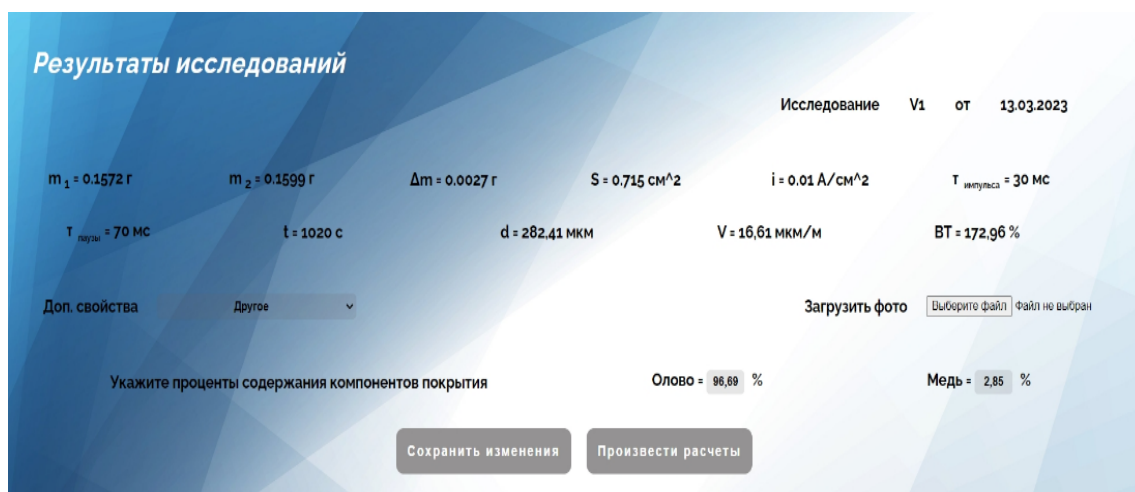 Результаты исследований
Исследование V1 от 13.03.2023
m 1 = 0.1572 г m 2 = 0.1599 г Δm = 0.0027 г S = 0.715 см^2 i = 0.01 А/см^2 τ импульса = 30 мс
τ паузы = 70 мс t = 1020 с d = 282,41 мкм V = 16,61 мкм/м ВТ = 172,96 %
Доп. свойства Другое Загрузить фото Выберите файл Файл не выбран
Укажите проценты содержания компонентов покрытия Олово = 96,69 % Медь = 2,85 %
Сохранить изменения Произвести расчеты